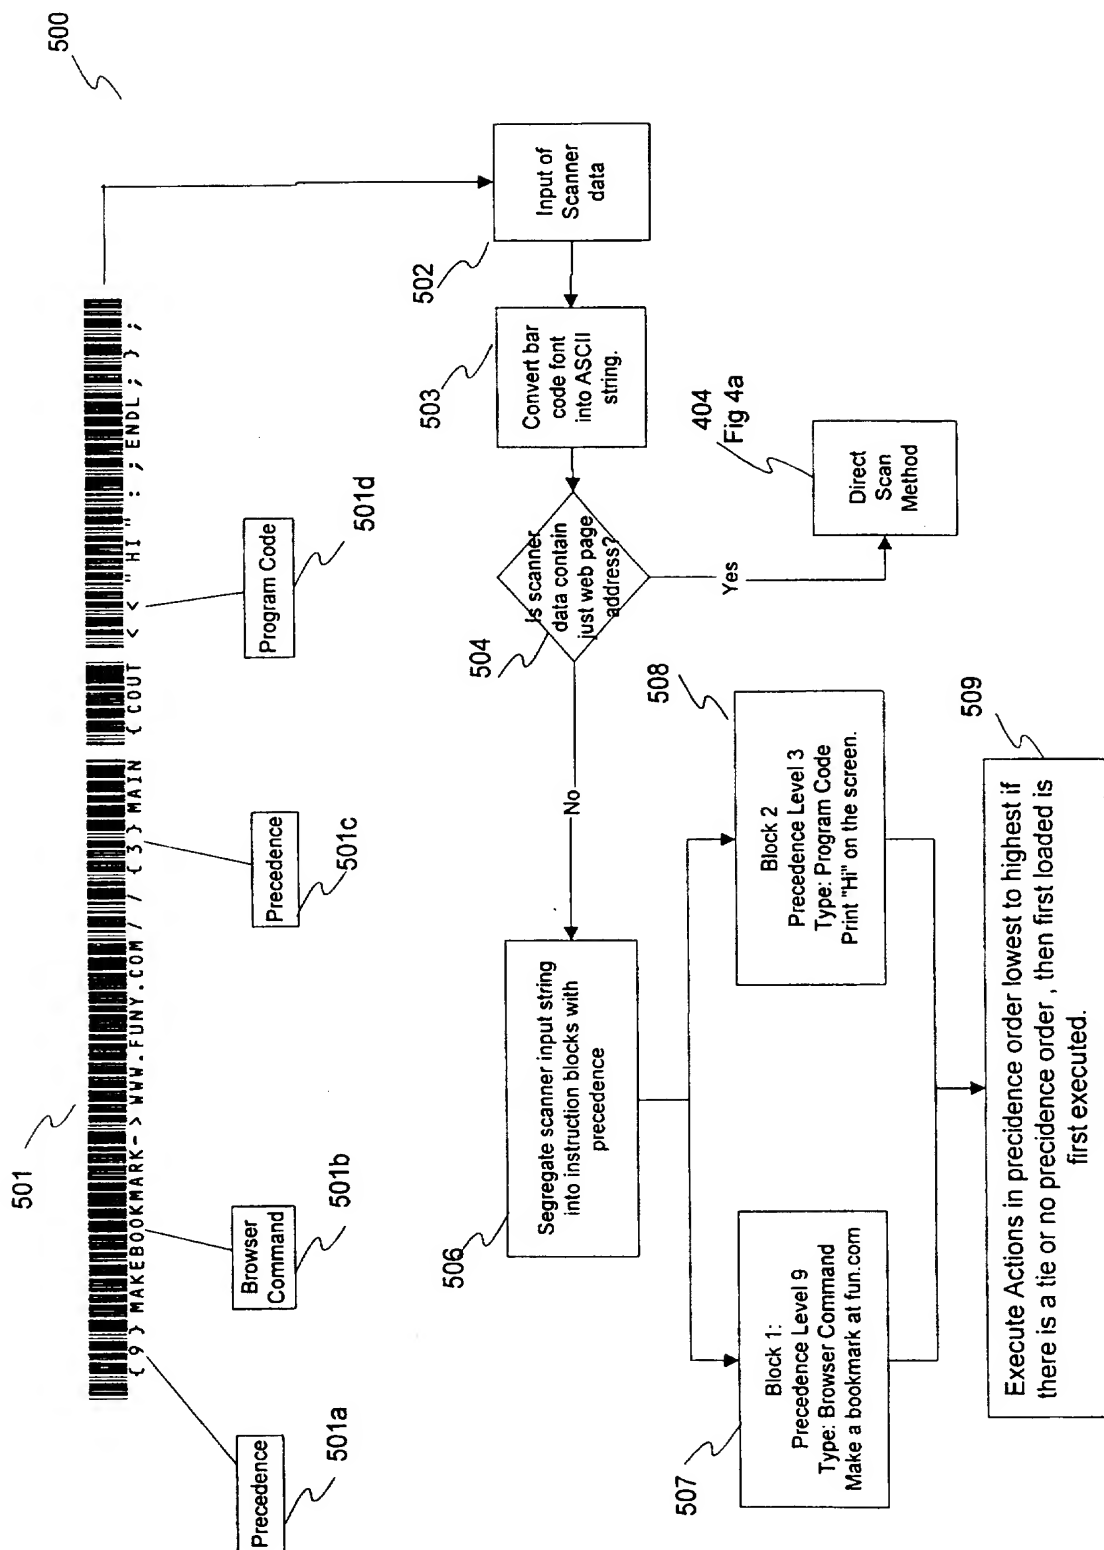 500
501
{9}MAKEBOOKMARK->WWW.FUNY.COM//{3}MAIN {COUT << "HI" : ;ENDL; };
Precedence
501a
Browser
Command
501b
Precedence
501c
Program Code
501d
502
Input of
Scanner
data
503
Convert bar
code font
into ASCII
string.
504
Is scanner
data contain
just web page
address?
Yes
404
Fig 4a
Direct
Scan
Method
No
506
Segregate scanner input string
into instruction blocks with
precedence
507
Block 1:
Precedence Level 9
Type: Browser Command
Make a bookmark at fun.com
508
Block 2
Precedence Level 3
Type: Program Code
Print "Hi" on the screen.
509
Execute Actions in precidence order lowest to highest if
there is a tie or no precidence order , then first loaded is
first executed.